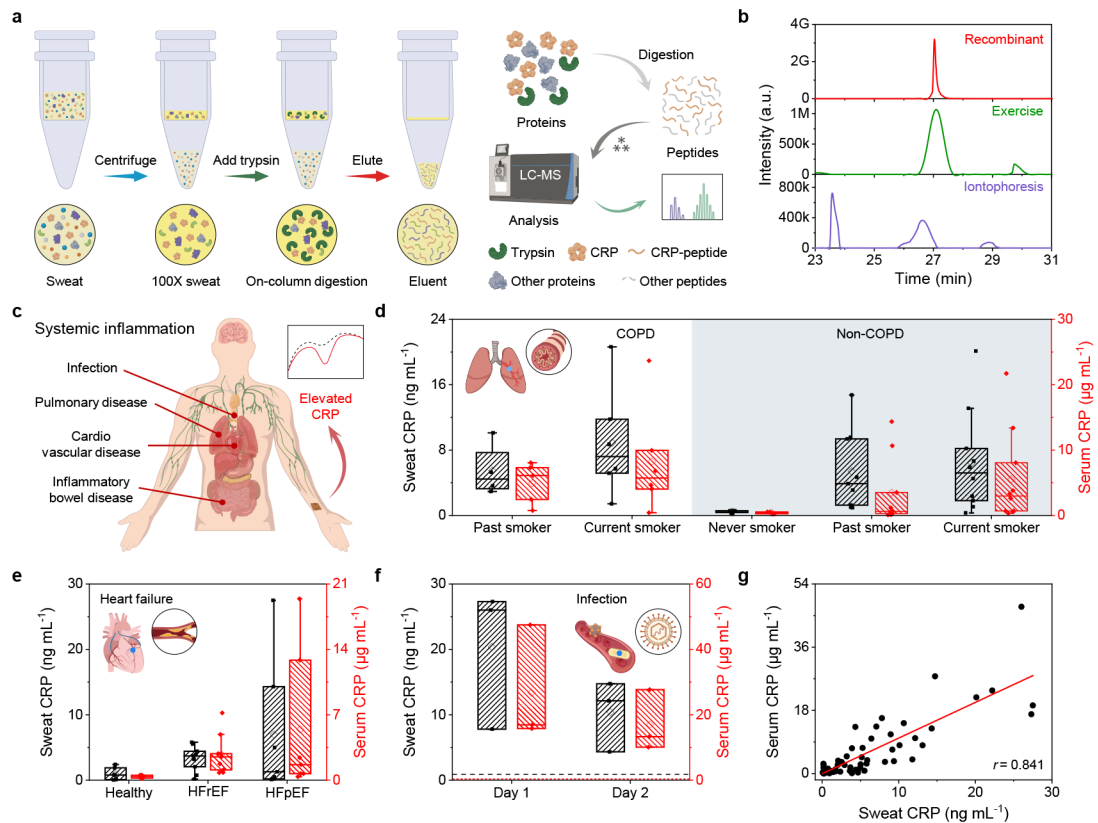 a
Centrifuge
Add trypsin
Elute
Sweat
100X sweat
On-column digestion
Eluent
Proteins
Digestion
Peptides
*
**
LC-MS
Analysis
Trypsin
CRP
CRP-peptide
Other proteins
Other peptides
b
Intensity (a.u.)
4G
2G
0
1M
500k
0
800k
400k
0
Recombinant
Exercise
Iontophoresis
23
25
27
29
31
Time (min)
c
Systemic inflammation
Infection
Pulmonary disease
Cardio
vascular disease
Inflammatory
bowel disease
Elevated
CRP
d
Sweat CRP (ng mL⁻¹)
24
16
8
0
COPD
Non-COPD
30
20
10
0
Serum CRP (µg mL⁻¹)
Past smoker
Current smoker
Never smoker
Past smoker
Current smoker
e
Sweat CRP (ng mL⁻¹)
30
20
10
0
Heart failure
21
14
7
0
Serum CRP (µg mL⁻¹)
Healthy
HFrEF
HFpEF
f
Sweat CRP (ng mL⁻¹)
30
20
10
0
Infection
60
40
20
0
Serum CRP (µg mL⁻¹)
Day 1
Day 2
g
Serum CRP (µg mL⁻¹)
54
36
18
0
r = 0.841
0
10
20
30
Sweat CRP (ng mL⁻¹)